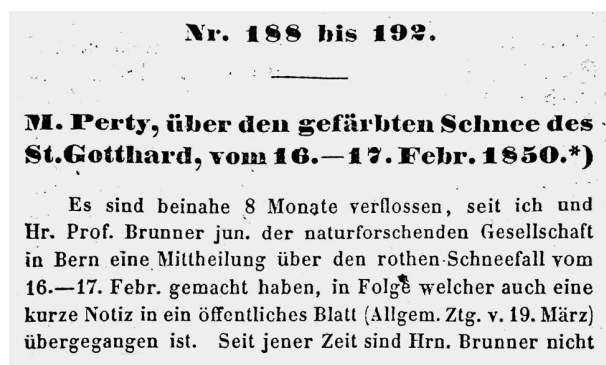 Nr. 188 bis 192.
M. Perty, über den gefärbten Schnee des
St. Gotthard, vom 16.—17. Febr. 1850.*)
Es sind beinahe 8 Monate verflossen, seit ich und
Hr. Prof. Brunner jun. der naturforschenden Gesellschaft
in Bern eine Mittheilung über den rothen Schneefall vom
16.—17. Febr. gemacht haben, in Folge welcher auch eine
kurze Notiz in ein öffentliches Blatt (Allgem. Ztg. v. 19. März)
übergegangen ist. Seit jener Zeit sind Hrn. Brunner nicht